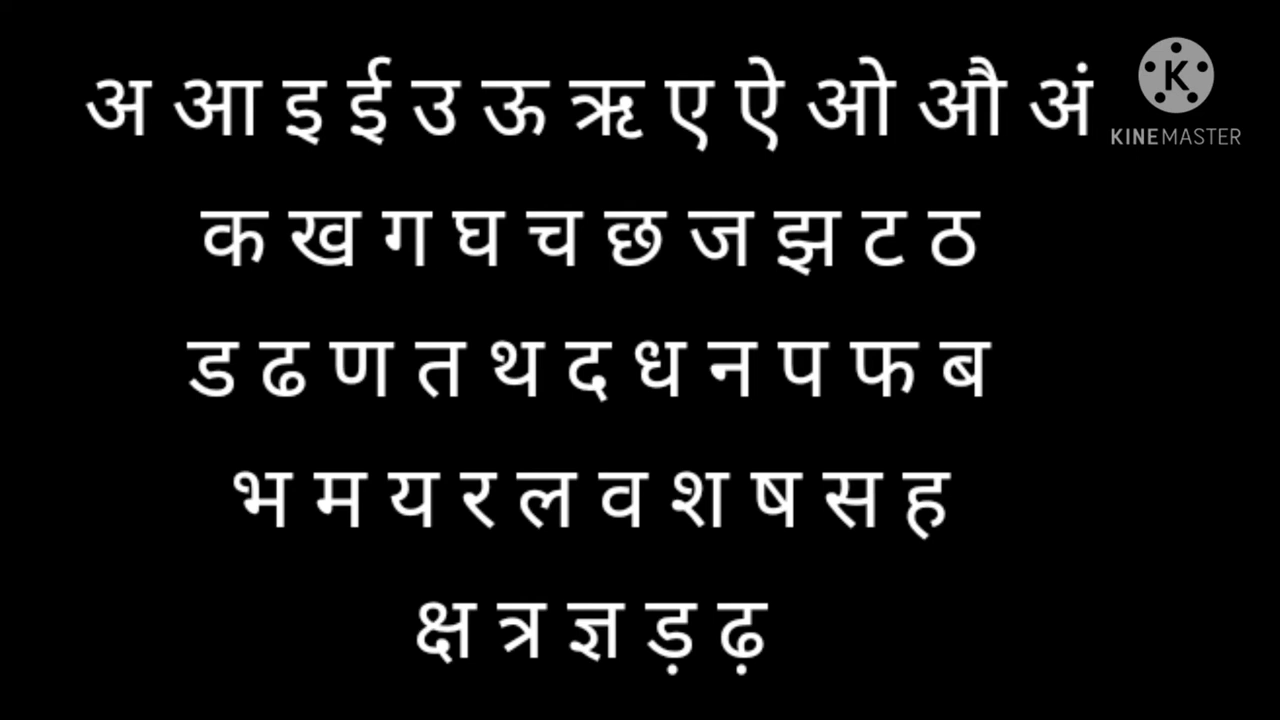 अ आ इ ई उ ऊ ऋ ए ऐ ओ औ अं
KINEMASTER
क ख ग घ च छ ज झ ट ठ
ड ढ ण त थ द ध न प फ ब
भ म य र ल व श ष स ह
क्ष त्र ज्ञ ड़ ढ़